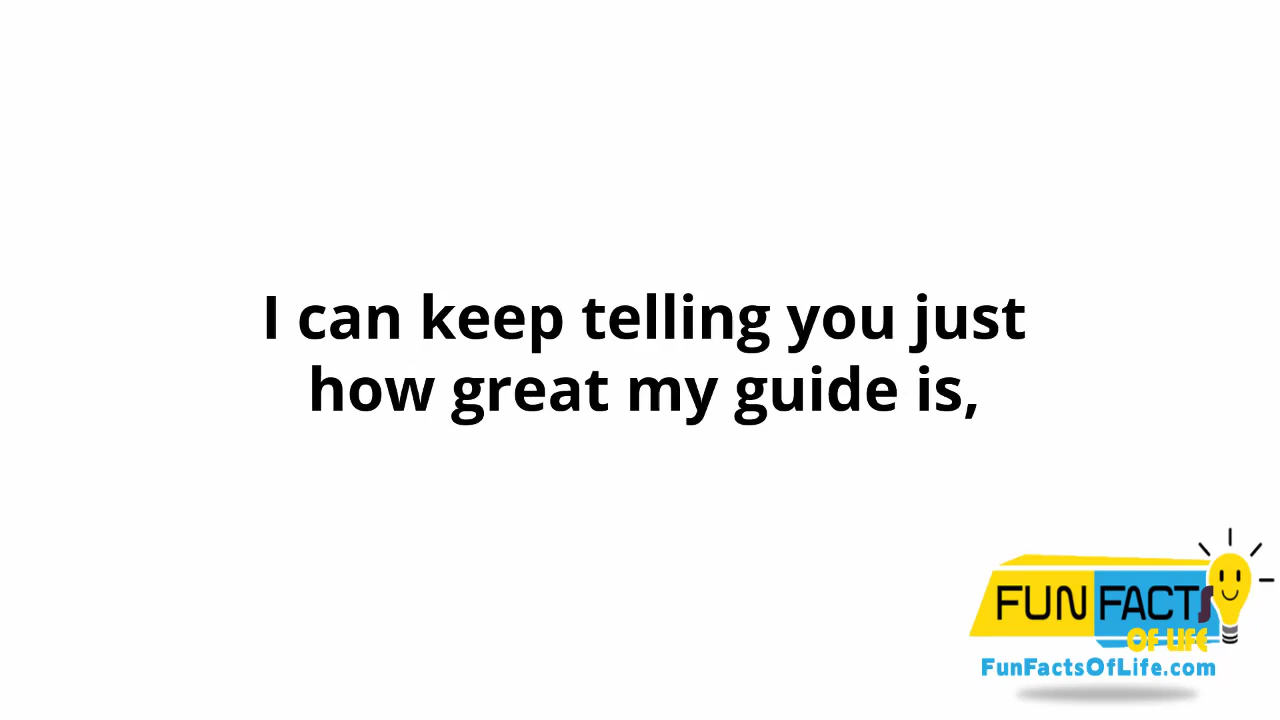 I can keep telling you just
how great my guide is,
FUN FACTS
OF LIFE
FunFactsOfLife.com